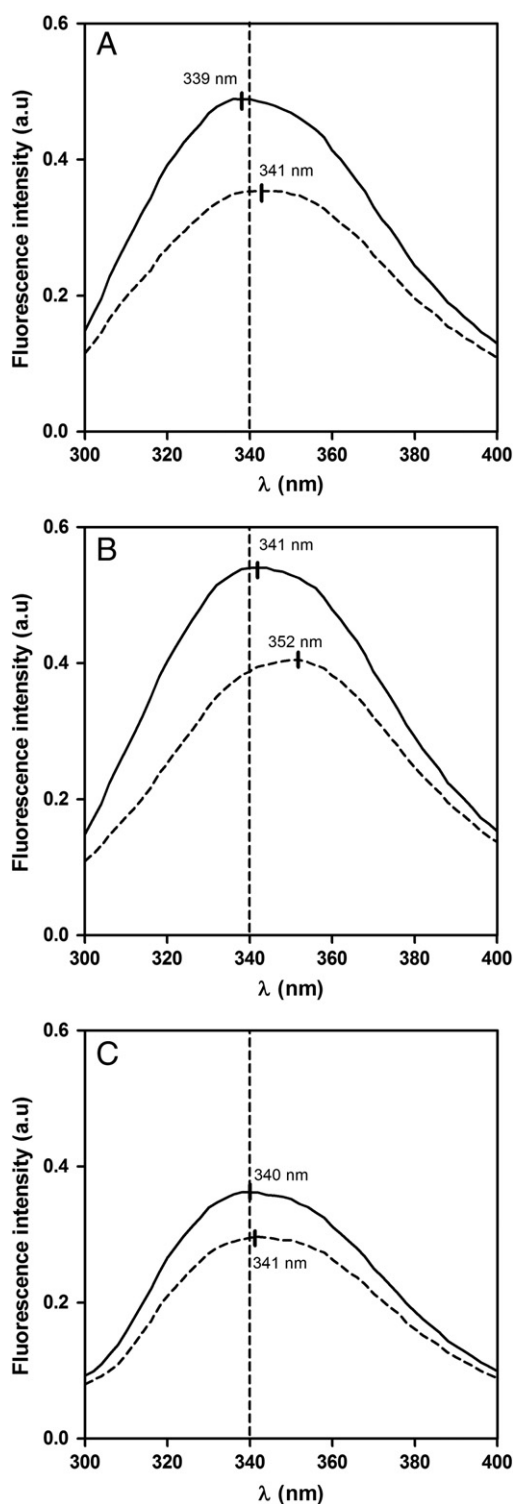 A
0.6
339 nm
341 nm
0.4
0.2
0.0
Fluorescence intensity (a.u)
300 320 340 360 380 400
λ (nm)
B
0.6
341 nm
352 nm
0.4
0.2
0.0
Fluorescence intensity (a.u)
300 320 340 360 380 400
λ (nm)
C
0.6
0.4
340 nm
341 nm
0.2
0.0
Fluorescence intensity (a.u)
300 320 340 360 380 400
λ (nm)